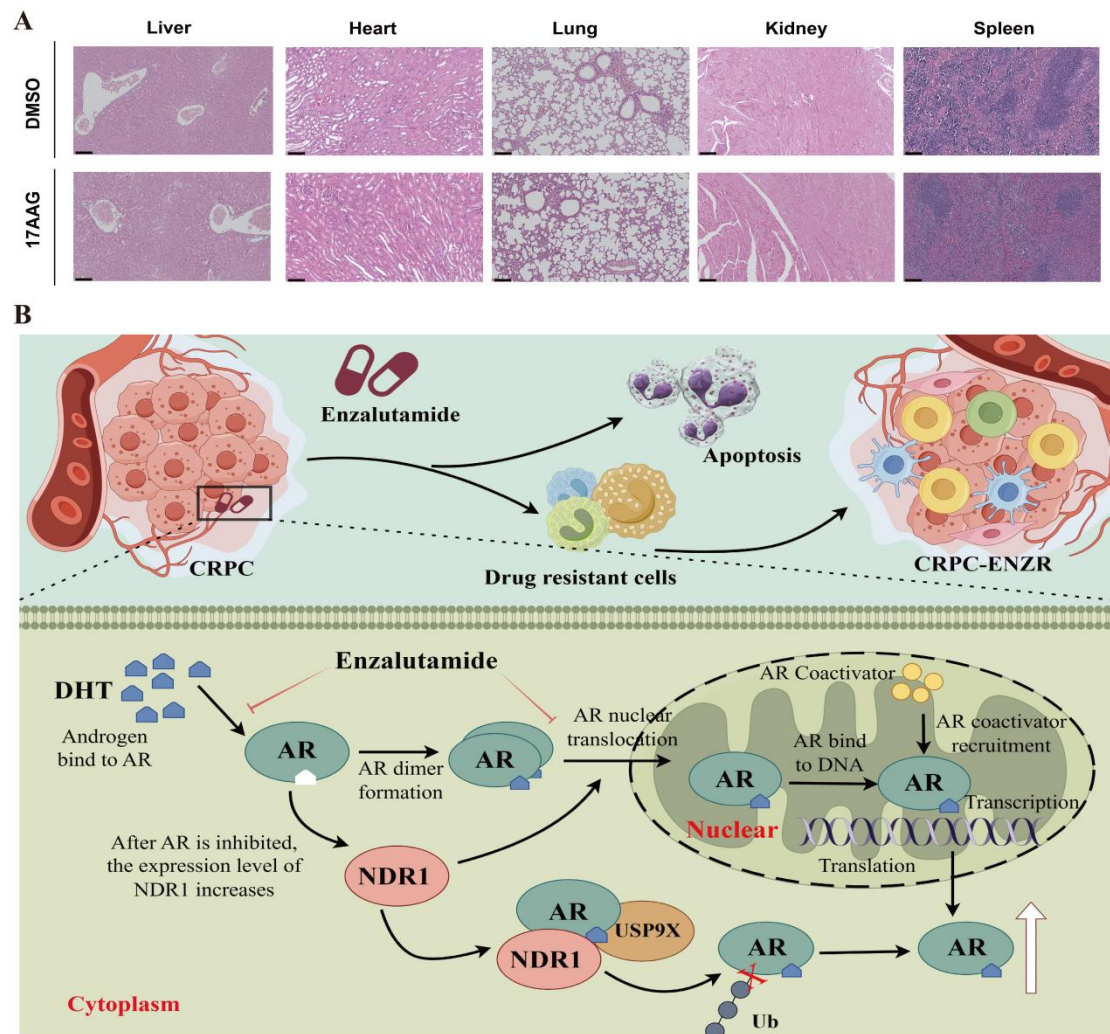 A
Liver Heart Lung Kidney Spleen
DMSO
17AAG
B
Enzalutamide
Apoptosis
CRPC
Drug resistant cells
CRPC-ENZR
Enzalutamide
DHT
Androgen
bind to AR
AR
AR dimer
formation
AR
AR nuclear
translocation
AR Coactivator
AR coactivator
recruitment
AR bind
to DNA
AR
AR
Nuclear
Transcription
Translation
After AR is inhibited,
the expression level of
NDR1 increases
NDR1
AR
USP9X
NDR1
AR
Ub
AR
Cytoplasm